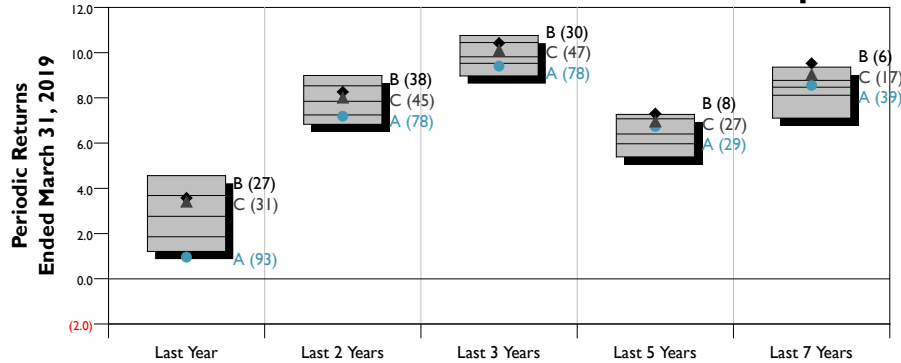 Periodic Returns
Ended March 31, 2019
12.0
10.0
8.0
6.0
4.0
2.0
0.0
(2.0)
B (27)
C (31)
A (93)
B (38)
C (45)
A (78)
B (30)
C (47)
A (78)
B (8)
C (27)
A (29)
B (6)
C (17)
A (39)
Last Year
Last 2 Years
Last 3 Years
Last 5 Years
Last 7 Years